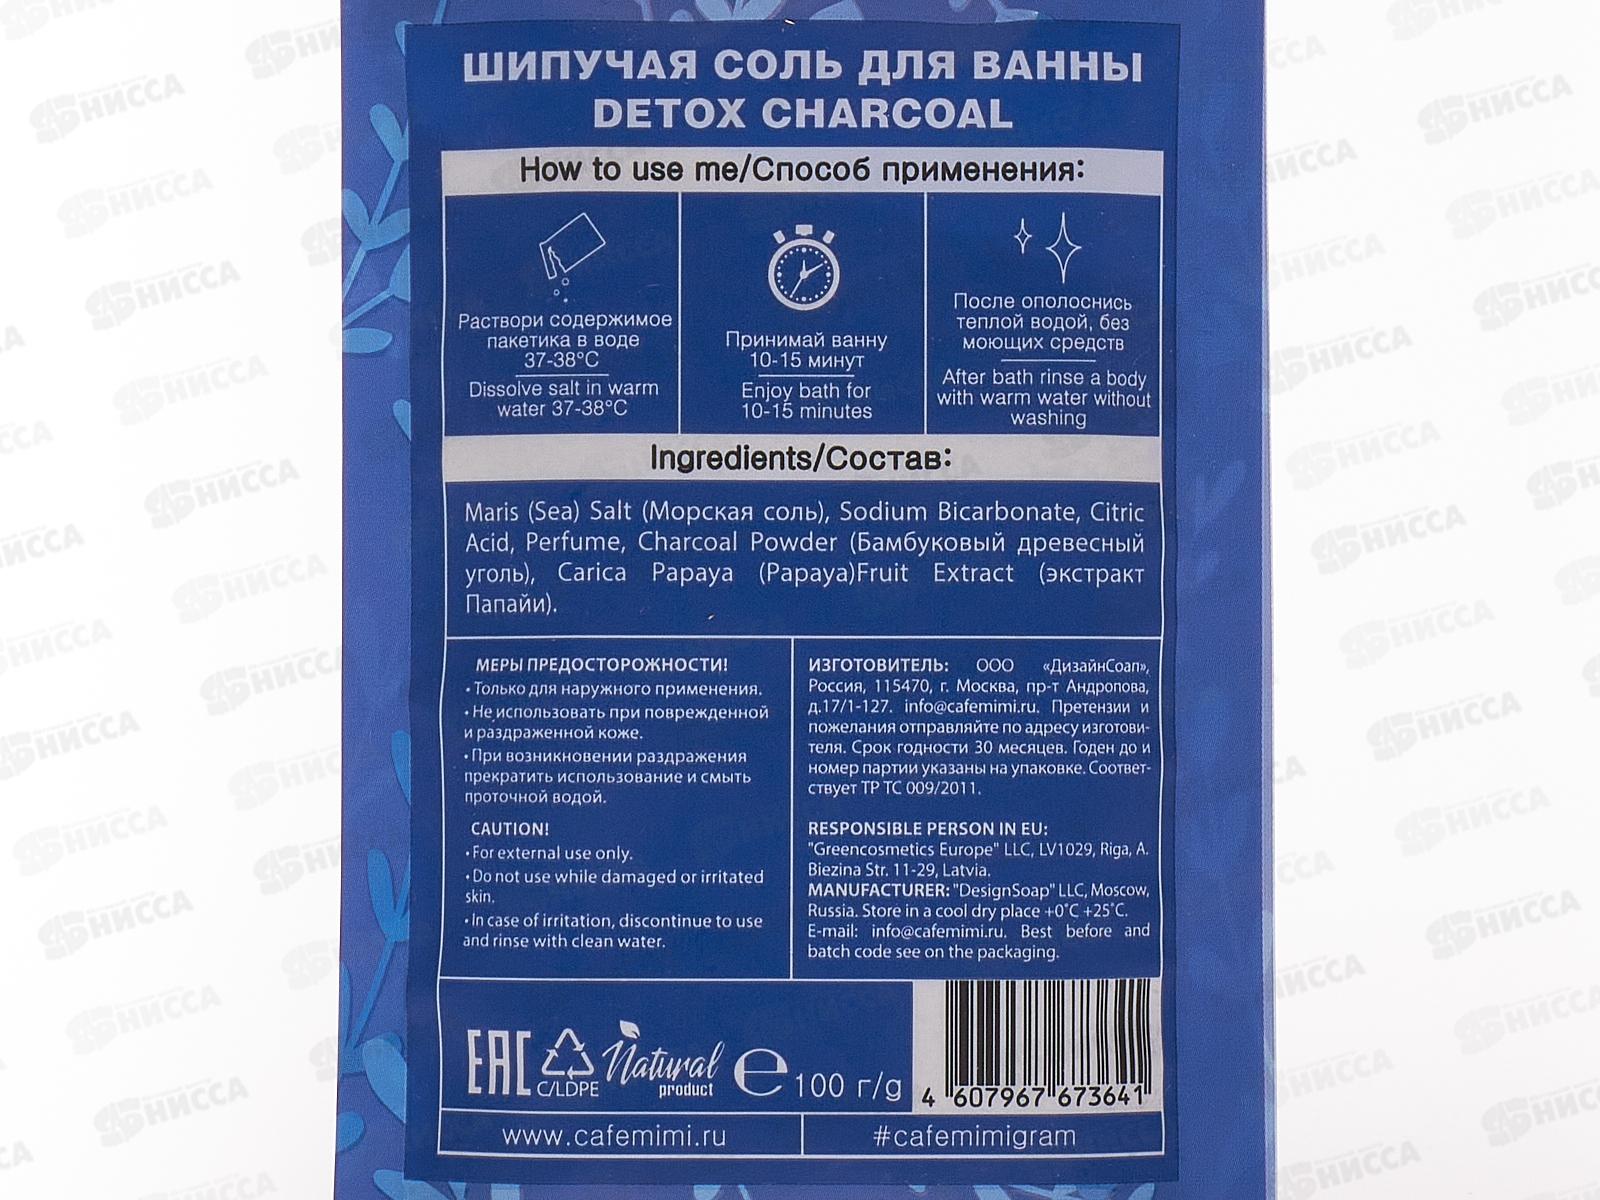 ШИПУЧАЯ СОЛЬ ДЛЯ ВАННЫ
DETOX CHARCOAL
How to use me/Способ применения:
Раствори содержимое
пакетика в воде
37-38°C
Dissolve salt in warm
water 37-38°C
Принимай ванну
10-15 минут
Enjoy bath for
10-15 minutes
После ополоснись
теплой водой, без
моющих средств
After bath rinse a body
with warm water without
washing
Ingredients/Состав:
Maris (Sea) Salt (Морская соль), Sodium Bicarbonate, Citric
Acid, Perfume, Charcoal Powder (Бамбуковый древесный
уголь), Carica Papaya (Papaya)Fruit Extract (экстракт
Папайи).
МЕРЫ ПРЕДОСТОРОЖНОСТИ!
• Только для наружного применения.
• Не использовать при поврежденной
и раздраженной коже.
• При возникновении раздражения
прекратить использование и смыть
проточной водой.
CAUTION!
• For external use only.
• Do not use while damaged or irritated
skin.
• In case of irritation, discontinue to use
and rinse with clean water.
ИЗГОТОВИТЕЛЬ: ООО «ДизайнСоап»,
Россия, 115470, г. Москва, пр-т Андропова,
д.17/1-127. info@cafemimi.ru. Претензии и
пожелания отправляйте по адресу изготови-
теля. Срок годности 30 месяцев. Годен до и
номер партии указаны на упаковке. Соответ-
ствует ТР ТС 009/2011.
RESPONSIBLE PERSON IN EU:
"Greencosmetics Europe" LLC, LV1029, Riga, A.
Biezina Str. 11-29, Latvia.
MANUFACTURER: "DesignSoap" LLC, Moscow,
Russia. Store in a cool dry place +0°C +25°C.
E-mail: info@cafemimi.ru. Best before and
batch code see on the packaging.
EAC
C/LDPE
Natural
product
℮ 100 г/g
4 607967 673641
www.cafemimi.ru
#cafemimigram
НИССА